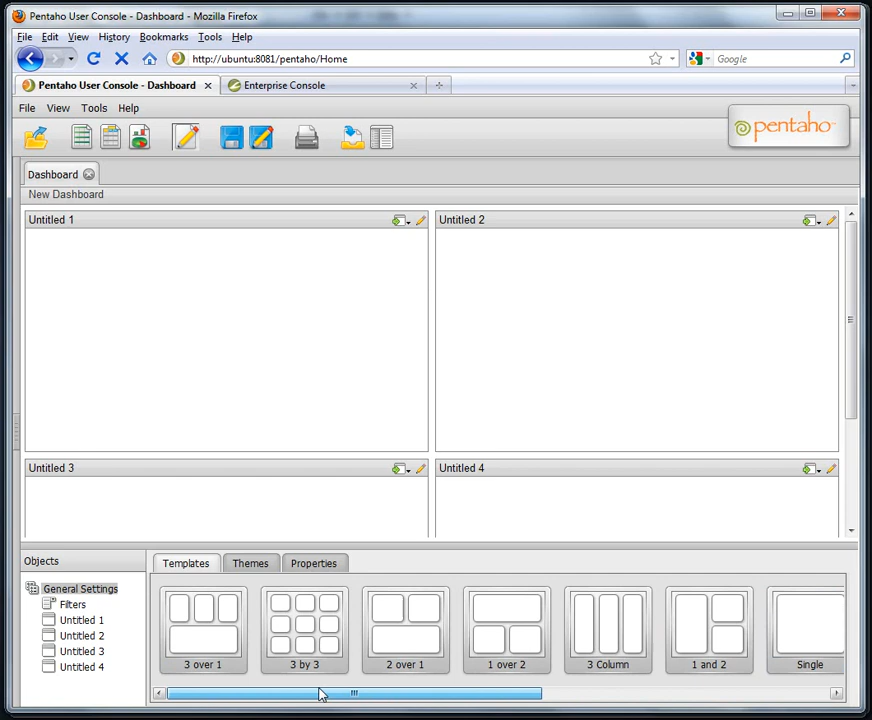 Pentaho User Console - Dashboard - Mozilla Firefox
File Edit View History Bookmarks Tools Help
http://ubuntu:8081/pentaho/Home
Google
Pentaho User Console - Dashboard
Enterprise Console
File View Tools Help
pentaho
Dashboard
New Dashboard
Untitled 1
Untitled 2
Untitled 3
Untitled 4
Objects
Templates Themes Properties
General Settings
Filters
Untitled 1
Untitled 2
Untitled 3
Untitled 4
3 over 1
3 by 3
2 over 1
1 over 2
3 Column
1 and 2
Single